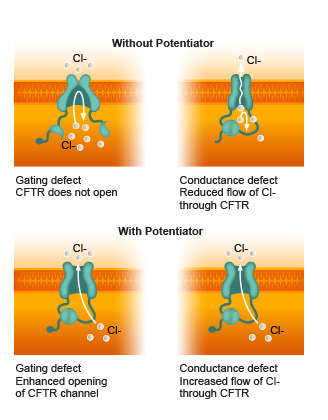 Without Potentiator
Cl-
Cl-
Cl-
Gating defect
CFTR does not open
Conductance defect
Reduced flow of Cl-
through CFTR
With Potentiator
Cl-
Cl-
Cl-
Cl-
Gating defect
Enhanced opening
of CFTR channel
Conductance defect
Increased flow of Cl-
through CFTR